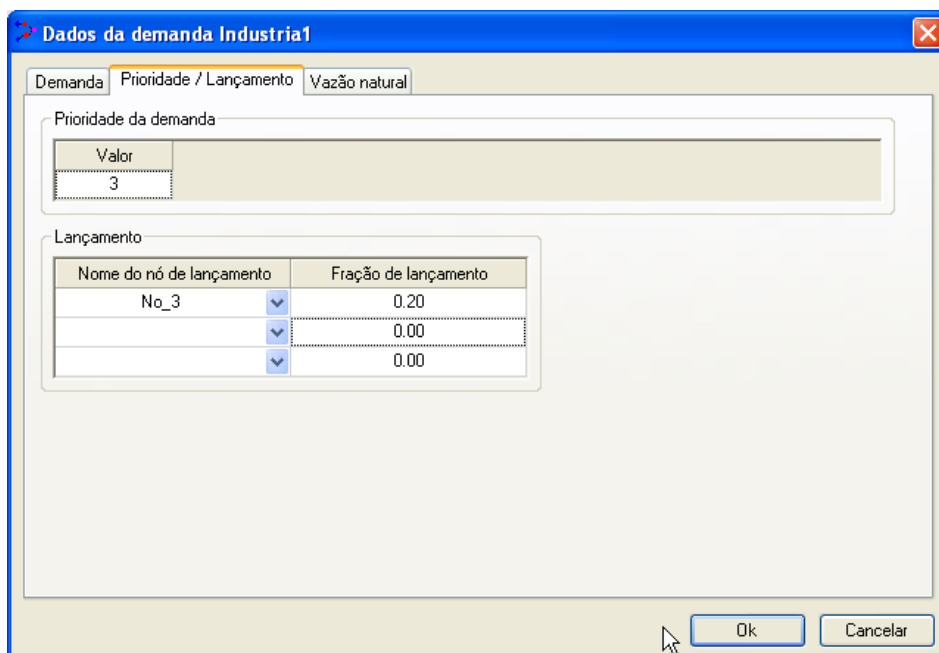 Dados da demanda Industria1
Demanda Prioridade / Lançamento Vazão natural
Prioridade da demanda
Valor
3
Lançamento
Nome do nó de lançamento Fração de lançamento
No_3 0.20
0.00
0.00
Ok Cancelar